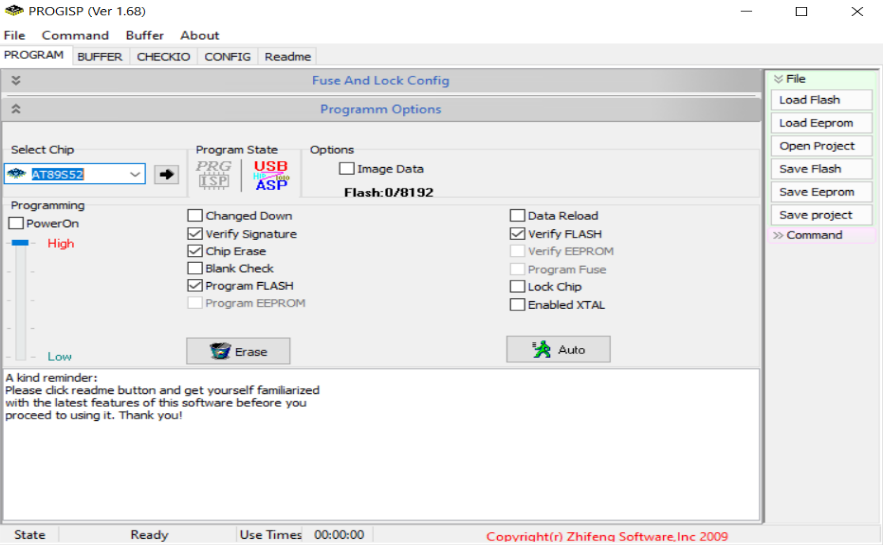 PROGISP (Ver 1.68)
File Command Buffer About
PROGRAM BUFFER CHECKIO CONFIG Readme
Fuse And Lock Config
Programm Options
Select Chip
AT89S52
Program State
PRG
ISP
USB
ASP
Options
Image Data
Flash:0/8192
Programming
PowerOn
High
Low
Changed Down
Verify Signature
Chip Erase
Blank Check
Program FLASH
Program EEPROM
Data Reload
Verify FLASH
Verify EEPROM
Program Fuse
Lock Chip
Enabled XTAL
Erase
Auto
A kind reminder:
Please click readme button and get yourself familiarized
with the latest features of this software befeore you
proceed to using it. Thank you!
File
Load Flash
Load Eeprom
Open Project
Save Flash
Save Eeprom
Save project
Command
State Ready Use Times 00:00:00 Copyright(r) Zhifeng Software,Inc 2009